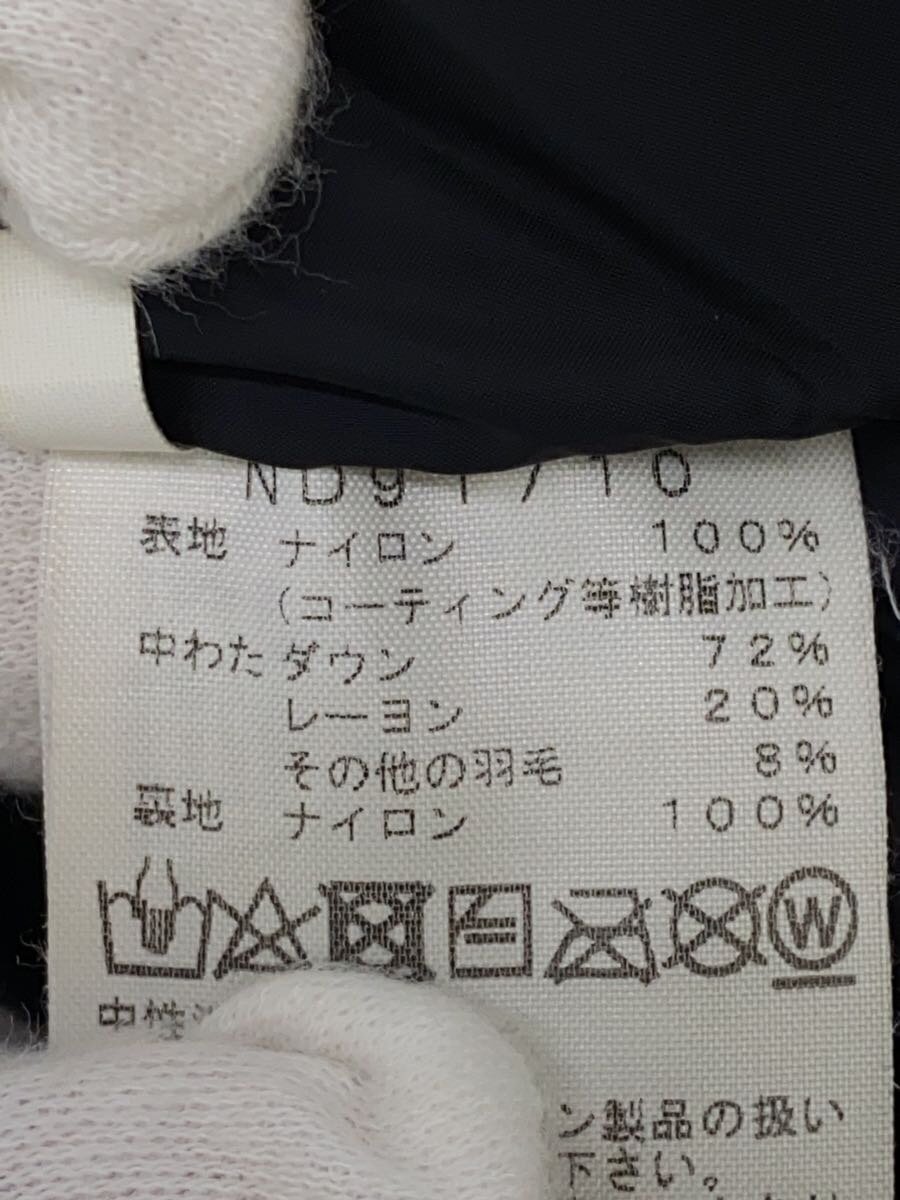 ND91710
表地 ナイロン 100%
(コーティング等樹脂加工)
中わた ダウン 72%
レーヨン 20%
その他の羽毛 8%
裏地 ナイロン 100%
W
中性
ン製品の扱い
下さい。